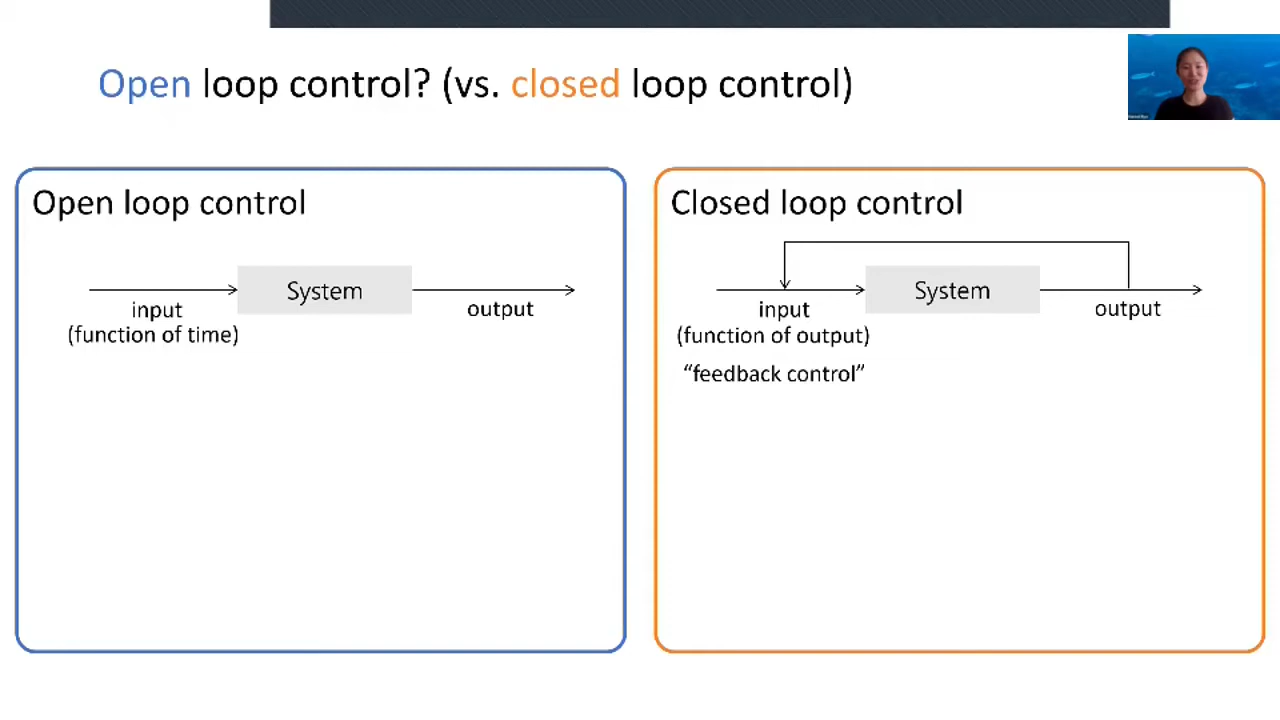 Open loop control? (vs. closed loop control)
Open loop control
System
input
(function of time)
output
Closed loop control
System
input
(function of output)
output
“feedback control”